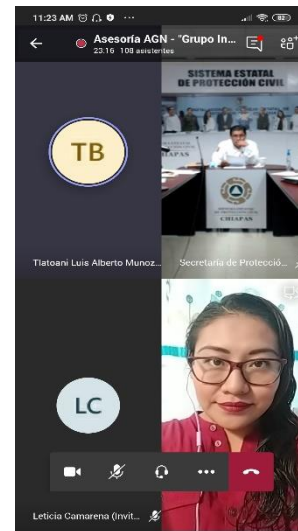 11:23 AM
Asesoría AGN - "Grupo In...
23:16 108 asistentes
TB
Tlatoani Luis Alberto Munoz...
SISTEMA ESTATAL
DE PROTECCIÓN CIVIL
CHIAPAS
Secretaría de Protecció...
LC
Leticia Camarena (Invit...